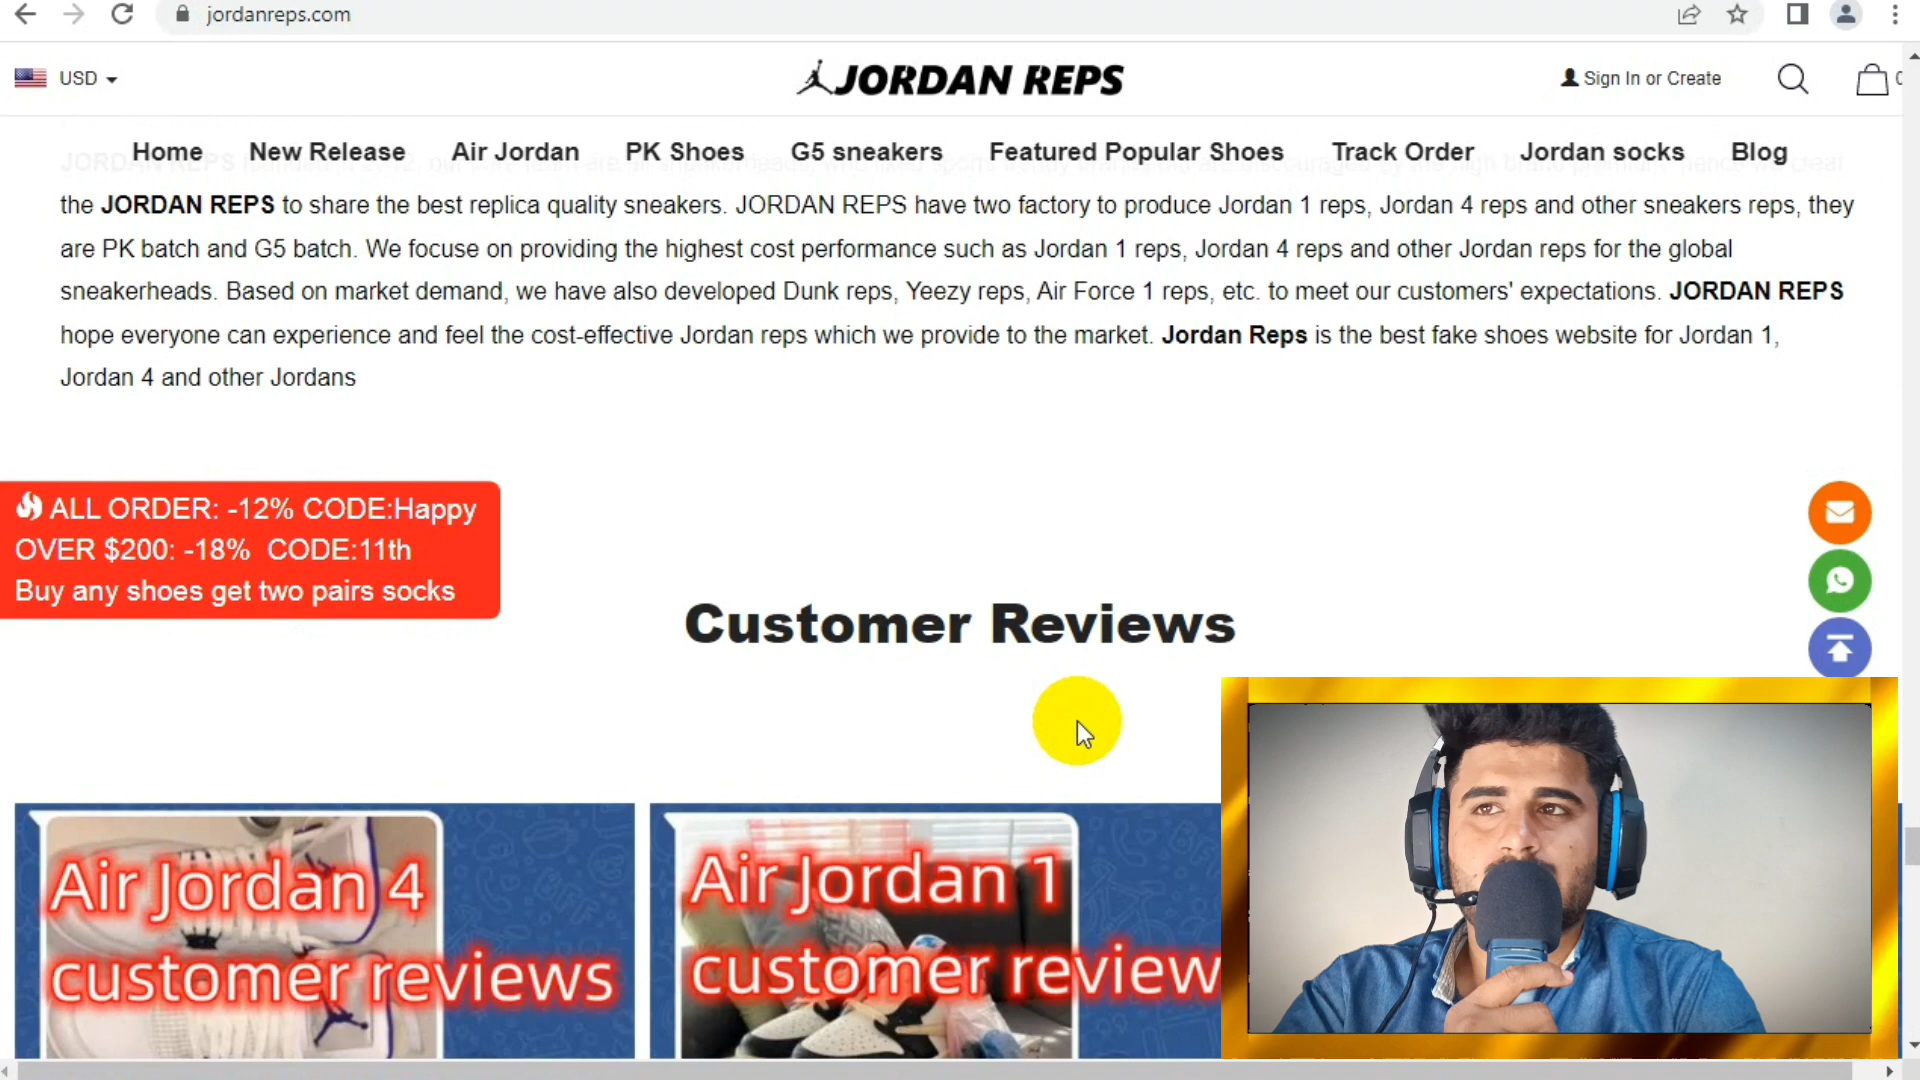 jordanreps.com
USD
JORDAN REPS
Sign In or Create
Home New Release Air Jordan PK Shoes G5 sneakers Featured Popular Shoes Track Order Jordan socks Blog
JORDAN REPS
the JORDAN REPS to share the best replica quality sneakers. JORDAN REPS have two factory to produce Jordan 1 reps, Jordan 4 reps and other sneakers reps, they
are PK batch and G5 batch. We focus on providing the highest cost performance such as Jordan 1 reps, Jordan 4 reps and other Jordan reps for the global
sneakerheads. Based on market demand, we have also developed Dunk reps, Yeezy reps, Air Force 1 reps, etc. to meet our customers' expectations. JORDAN REPS
hope everyone can experience and feel the cost-effective Jordan reps which we provide to the market. Jordan Reps is the best fake shoes website for Jordan 1,
Jordan 4 and other Jordans
ALL ORDER: -12% CODE:Happy
OVER $200: -18% CODE:11th
Buy any shoes get two pairs socks
Customer Reviews
Air Jordan 4
customer reviews
Air Jordan 1
customer review